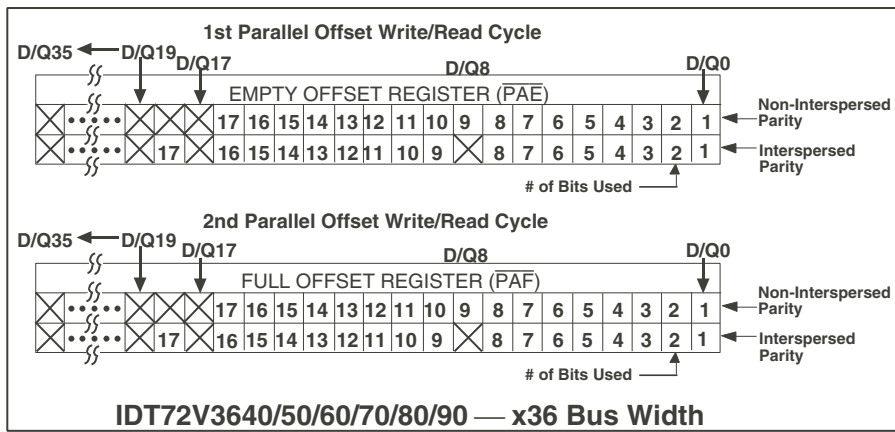 1st Parallel Offset Write/Read Cycle
D/Q35 D/Q19 D/Q17 D/Q8 D/Q0
EMPTY OFFSET REGISTER (PAE)
17 16 15 14 13 12 11 10 9 8 7 6 5 4 3 2 1 Non-Interspersed Parity
17 16 15 14 13 12 11 10 9 8 7 6 5 4 3 2 1 Interspersed Parity
# of Bits Used
2nd Parallel Offset Write/Read Cycle
D/Q35 D/Q19 D/Q17 D/Q8 D/Q0
FULL OFFSET REGISTER (PAF)
17 16 15 14 13 12 11 10 9 8 7 6 5 4 3 2 1 Non-Interspersed Parity
17 16 15 14 13 12 11 10 9 8 7 6 5 4 3 2 1 Interspersed Parity
# of Bits Used
IDT72V3640/50/60/70/80/90 — x36 Bus Width